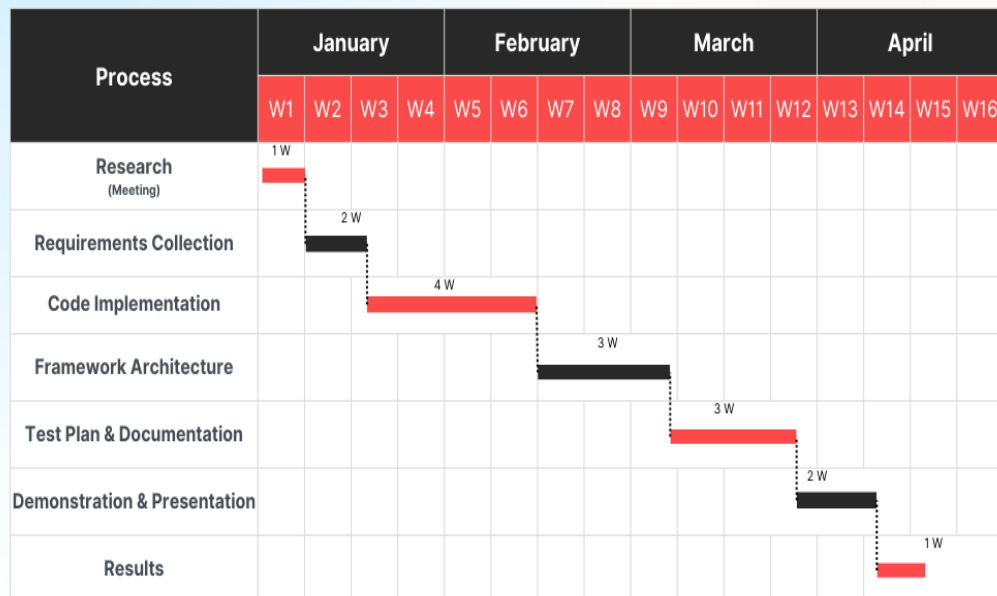 Process
January February March April
W1 W2 W3 W4 W5 W6 W7 W8 W9 W10 W11 W12 W13 W14 W15 W16
1 W
Research
(Meeting)
2 W
Requirements Collection
4 W
Code Implementation
3 W
Framework Architecture
3 W
Test Plan & Documentation
2 W
Demonstration & Presentation
1 W
Results